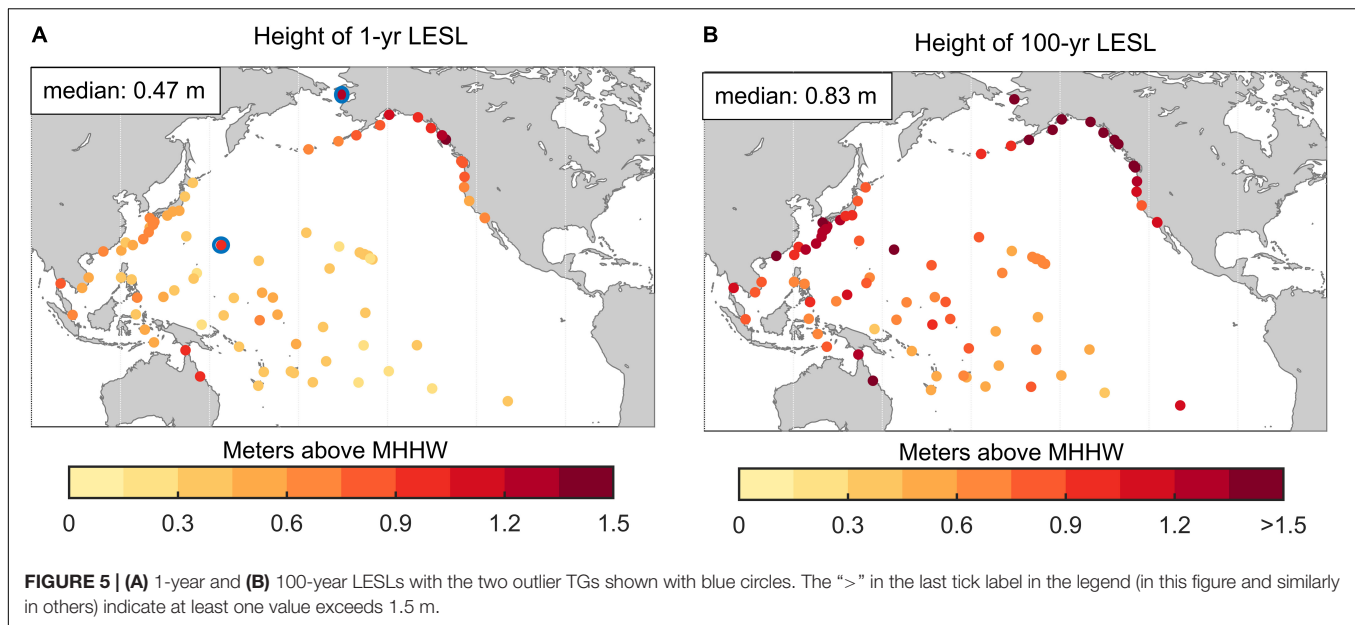 A
Height of 1-yr LESL
median: 0.47 m
Meters above MHHW
0 0.3 0.6 0.9 1.2 1.5
B
Height of 100-yr LESL
median: 0.83 m
Meters above MHHW
0 0.3 0.6 0.9 1.2 >1.5
FIGURE 5 | (A) 1-year and (B) 100-year LESLs with the two outlier TGs shown with blue circles. The “>” in the last tick label in the legend (in this figure and similarly
in others) indicate at least one value exceeds 1.5 m.